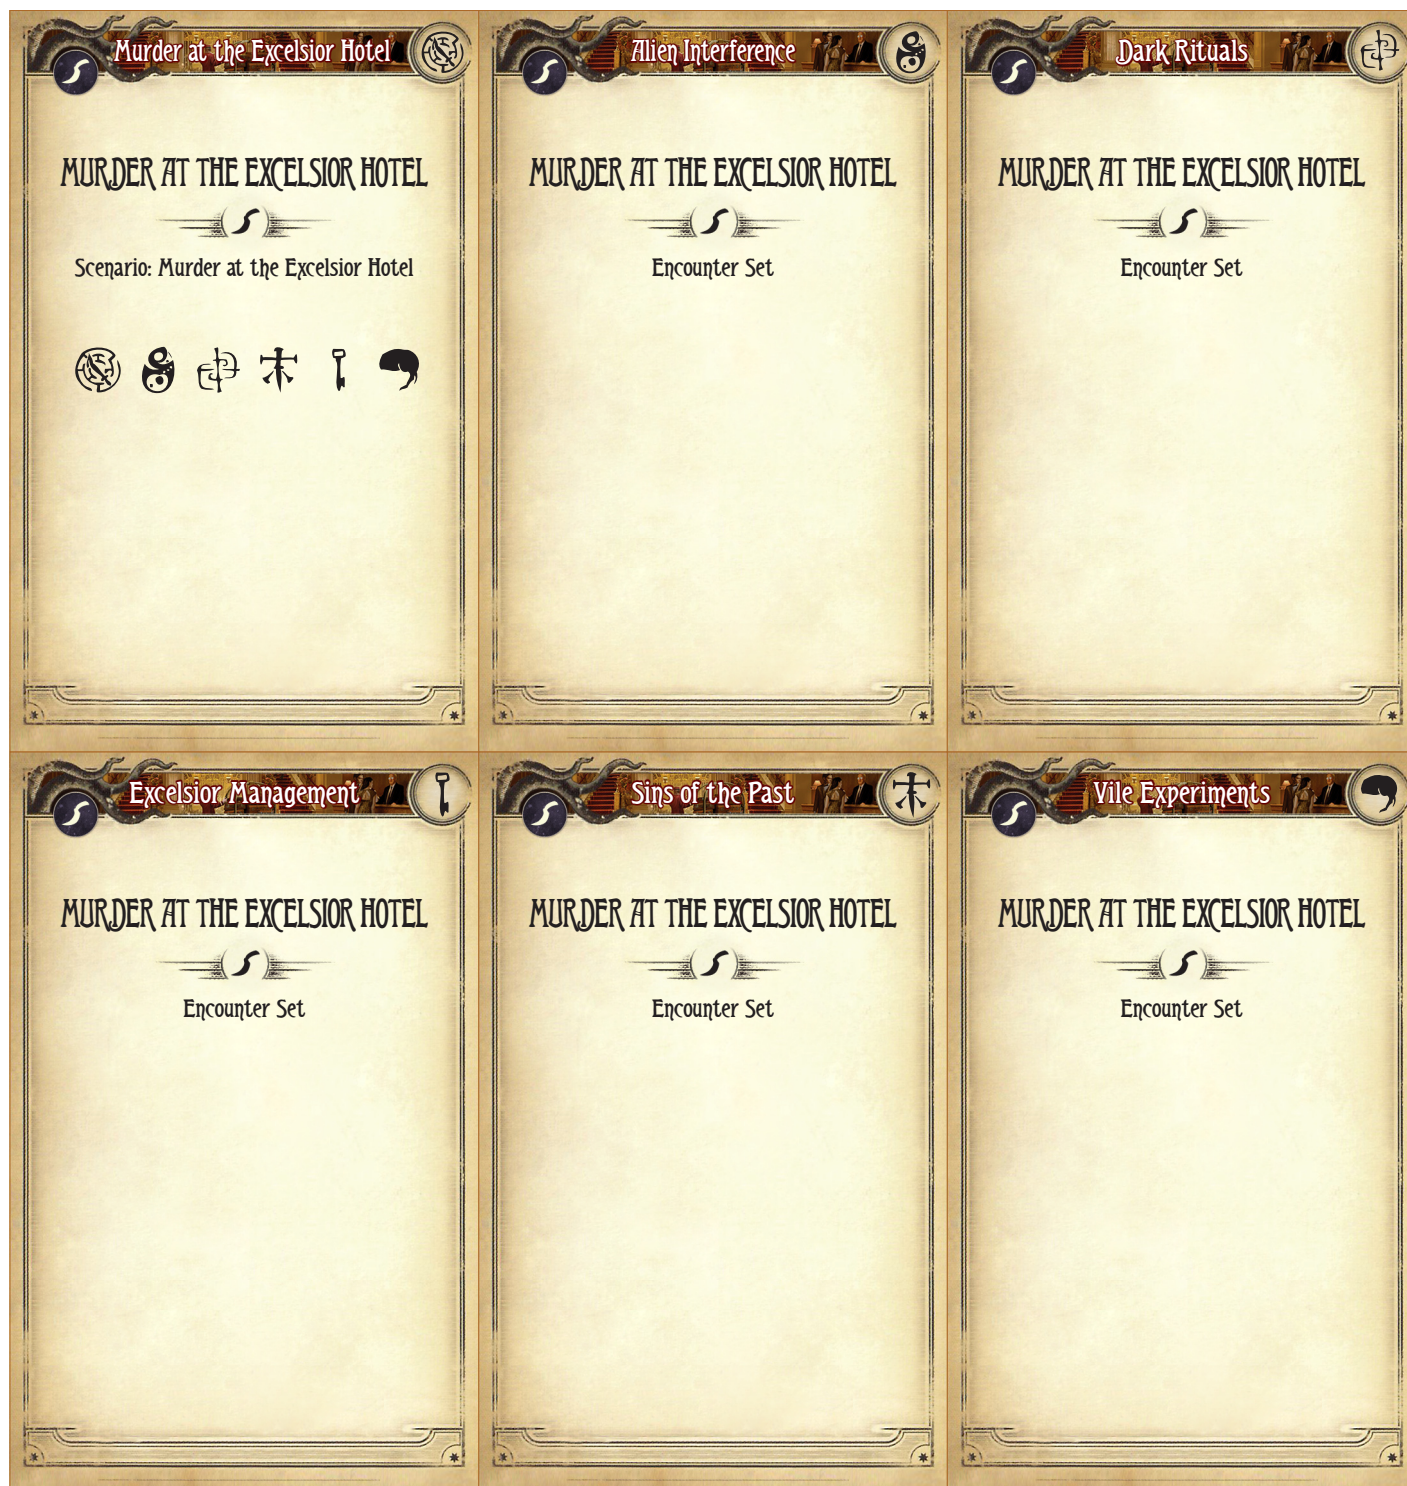 Murder at the Excelsior Hotel
MURDER AT THE EXCELSIOR HOTEL
Scenario: Murder at the Excelsior Hotel
Alien Interference
MURDER AT THE EXCELSIOR HOTEL
Encounter Set
Dark Rituals
MURDER AT THE EXCELSIOR HOTEL
Encounter Set
Excelsior Management
MURDER AT THE EXCELSIOR HOTEL
Encounter Set
Sins of the Past
MURDER AT THE EXCELSIOR HOTEL
Encounter Set
Vile Experiments
MURDER AT THE EXCELSIOR HOTEL
Encounter Set